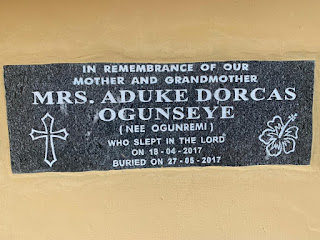 IN REMEMBRANCE OF OUR
MOTHER AND GRANDMOTHER
MRS. ADUKE DORCAS
OGUNSEYE
(NEE OGUNREMI)
WHO SLEPT IN THE LORD
ON 18-04-2017
BURIED ON 27-05-2017